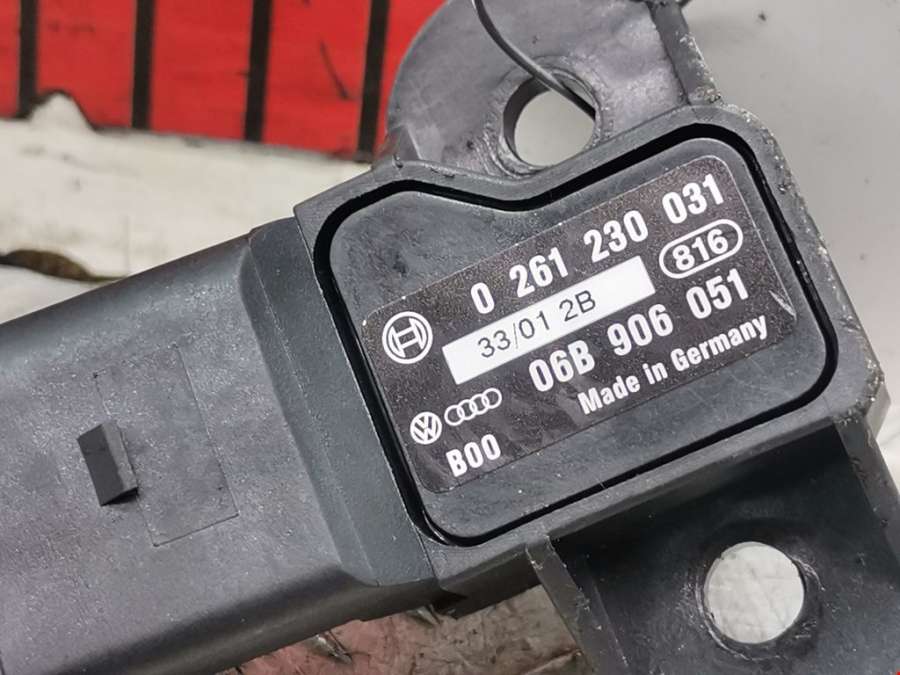 0 261 230 031
816
33/01 2B
06B 906 051
Made in Germany
B00